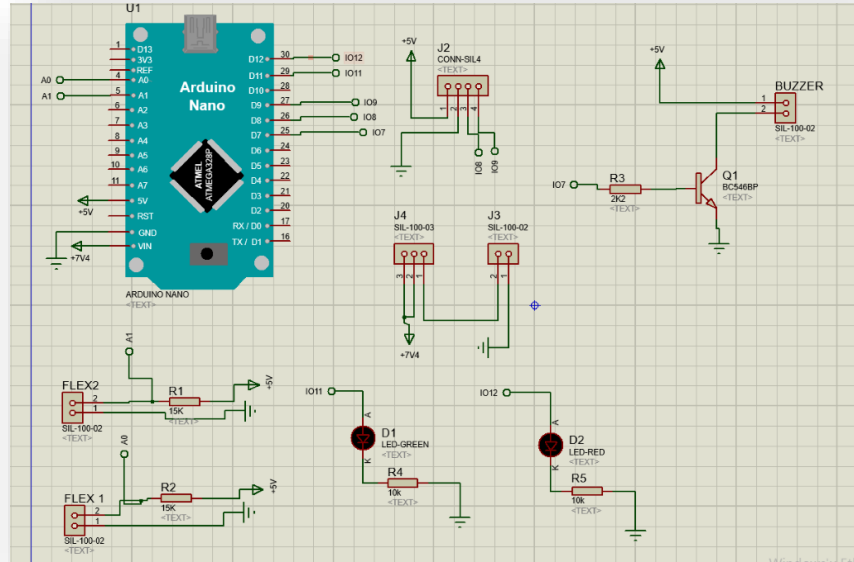 U1
1 D13
3V3
3 REF
4 A0
5 A1
6 A2
7 A3
8 A4
9 A5
10 A6
11 A7
5V
RST
GND
VIN
A0
A1
+5V
+7V4
Arduino
Nano
ATMEL
ATMEGA328P
D12 30
D11 29
D10 28
D9 27
D8 26
D7 25
D6 24
D5 23
D4 22
D3 21
D2 20
RX / D0 17
TX / D1 16
IO12
IO11
IO9
IO8
IO7
ARDUINO NANO
<TEXT>
+5V
J2
CONN-SIL4
<TEXT>
1 2 3 4
IO8
IO9
+5V
BUZZER
1
2
SIL-100-02
<TEXT>
IO7
R3
2K2
<TEXT>
Q1
BC546BP
<TEXT>
J4
SIL-100-03
<TEXT>
3 2 1
+7V4
J3
SIL-100-02
<TEXT>
2 1
A1
FLEX2
2
1
SIL-100-02
<TEXT>
R1
15K
<TEXT>
+5V
A0
FLEX 1
2
1
SIL-100-02
<TEXT>
R2
15K
<TEXT>
+5V
IO11
A
D1
LED-GREEN
<TEXT>
K
R4
10k
<TEXT>
IO12
A
D2
LED-RED
<TEXT>
K
R5
10k
<TEXT>